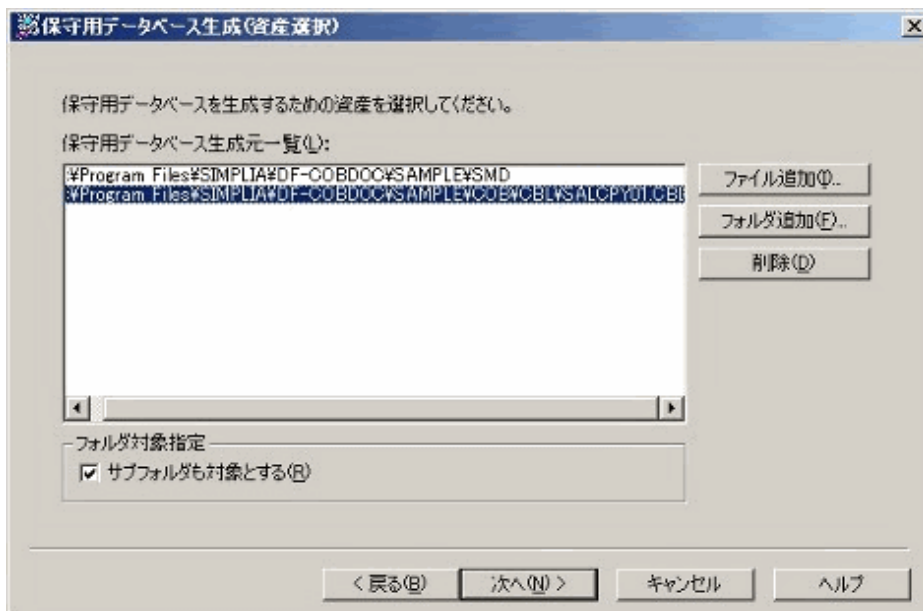 保守用データベース生成(資産選択)
保守用データベースを生成するための資産を選択してください。
保守用データベース生成元一覧(L):
:¥Program Files¥SIMPLIA¥DF-COBDOC¥SAMPLE¥SMD
:¥Program Files¥SIMPLIA¥DF-COBDOC¥SAMPLE¥COB¥CBL¥SALCPY01.CBL
ファイル追加(I)...
フォルダ追加(F)...
削除(D)
フォルダ対象指定
サブフォルダも対象とする(R)
< 戻る(B)
次へ(N) >
キャンセル
ヘルプ